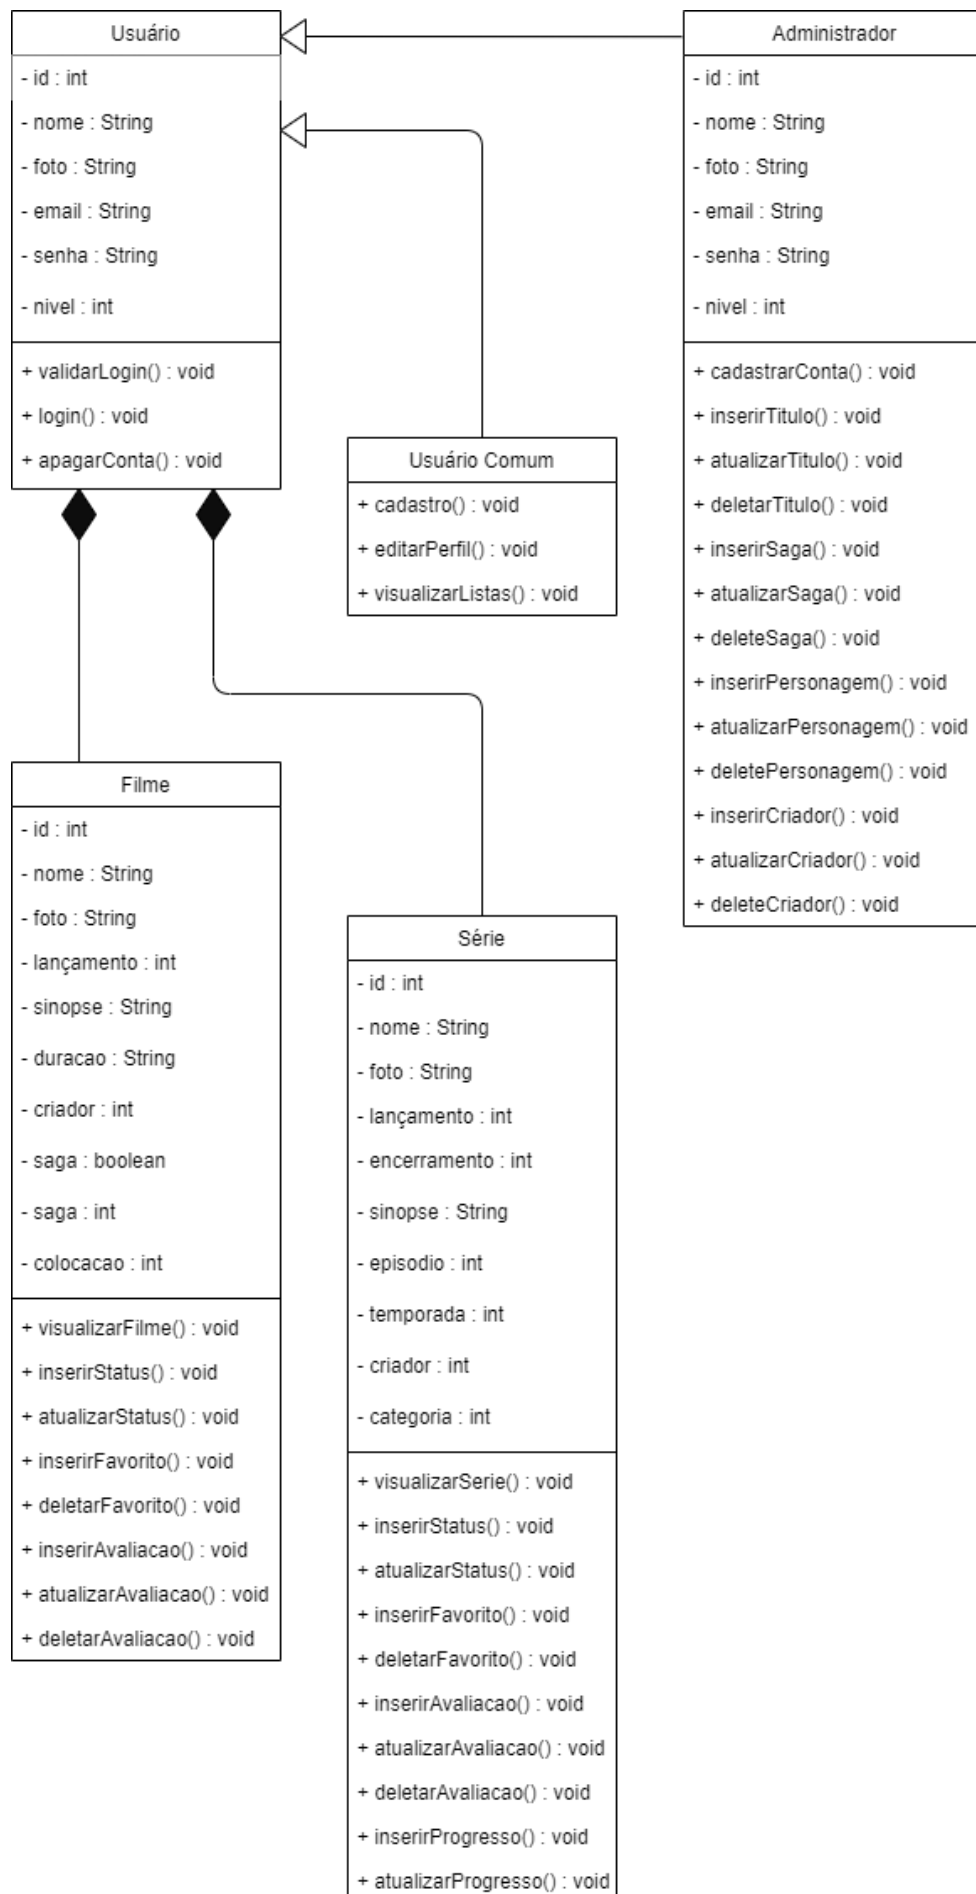 Usuário
- id : int
- nome : String
- foto : String
- email : String
- senha : String
- nivel : int
+ validarLogin() : void
+ login() : void
+ apagarConta() : void
Administrador
- id : int
- nome : String
- foto : String
- email : String
- senha : String
- nivel : int
+ cadastrarConta() : void
+ inserirTitulo() : void
+ atualizarTitulo() : void
+ deletarTitulo() : void
+ inserirSaga() : void
+ atualizarSaga() : void
+ deleteSaga() : void
+ inserirPersonagem() : void
+ atualizarPersonagem() : void
+ deletePersonagem() : void
+ inserirCriador() : void
+ atualizarCriador() : void
+ deleteCriador() : void
Usuário Comum
+ cadastro() : void
+ editarPerfil() : void
+ visualizarListas() : void
Filme
- id : int
- nome : String
- foto : String
- lançamento : int
- sinopse : String
- duracao : String
- criador : int
- saga : boolean
- saga : int
- colocacao : int
+ visualizarFilme() : void
+ inserirStatus() : void
+ atualizarStatus() : void
+ inserirFavorito() : void
+ deletarFavorito() : void
+ inserirAvaliacao() : void
+ atualizarAvaliacao() : void
+ deletarAvaliacao() : void
Série
- id : int
- nome : String
- foto : String
- lançamento : int
- encerramento : int
- sinopse : String
- episodio : int
- temporada : int
- criador : int
- categoria : int
+ visualizarSerie() : void
+ inserirStatus() : void
+ atualizarStatus() : void
+ inserirFavorito() : void
+ deletarFavorito() : void
+ inserirAvaliacao() : void
+ atualizarAvaliacao() : void
+ deletarAvaliacao() : void
+ inserirProgresso() : void
+ atualizarProgresso() : void